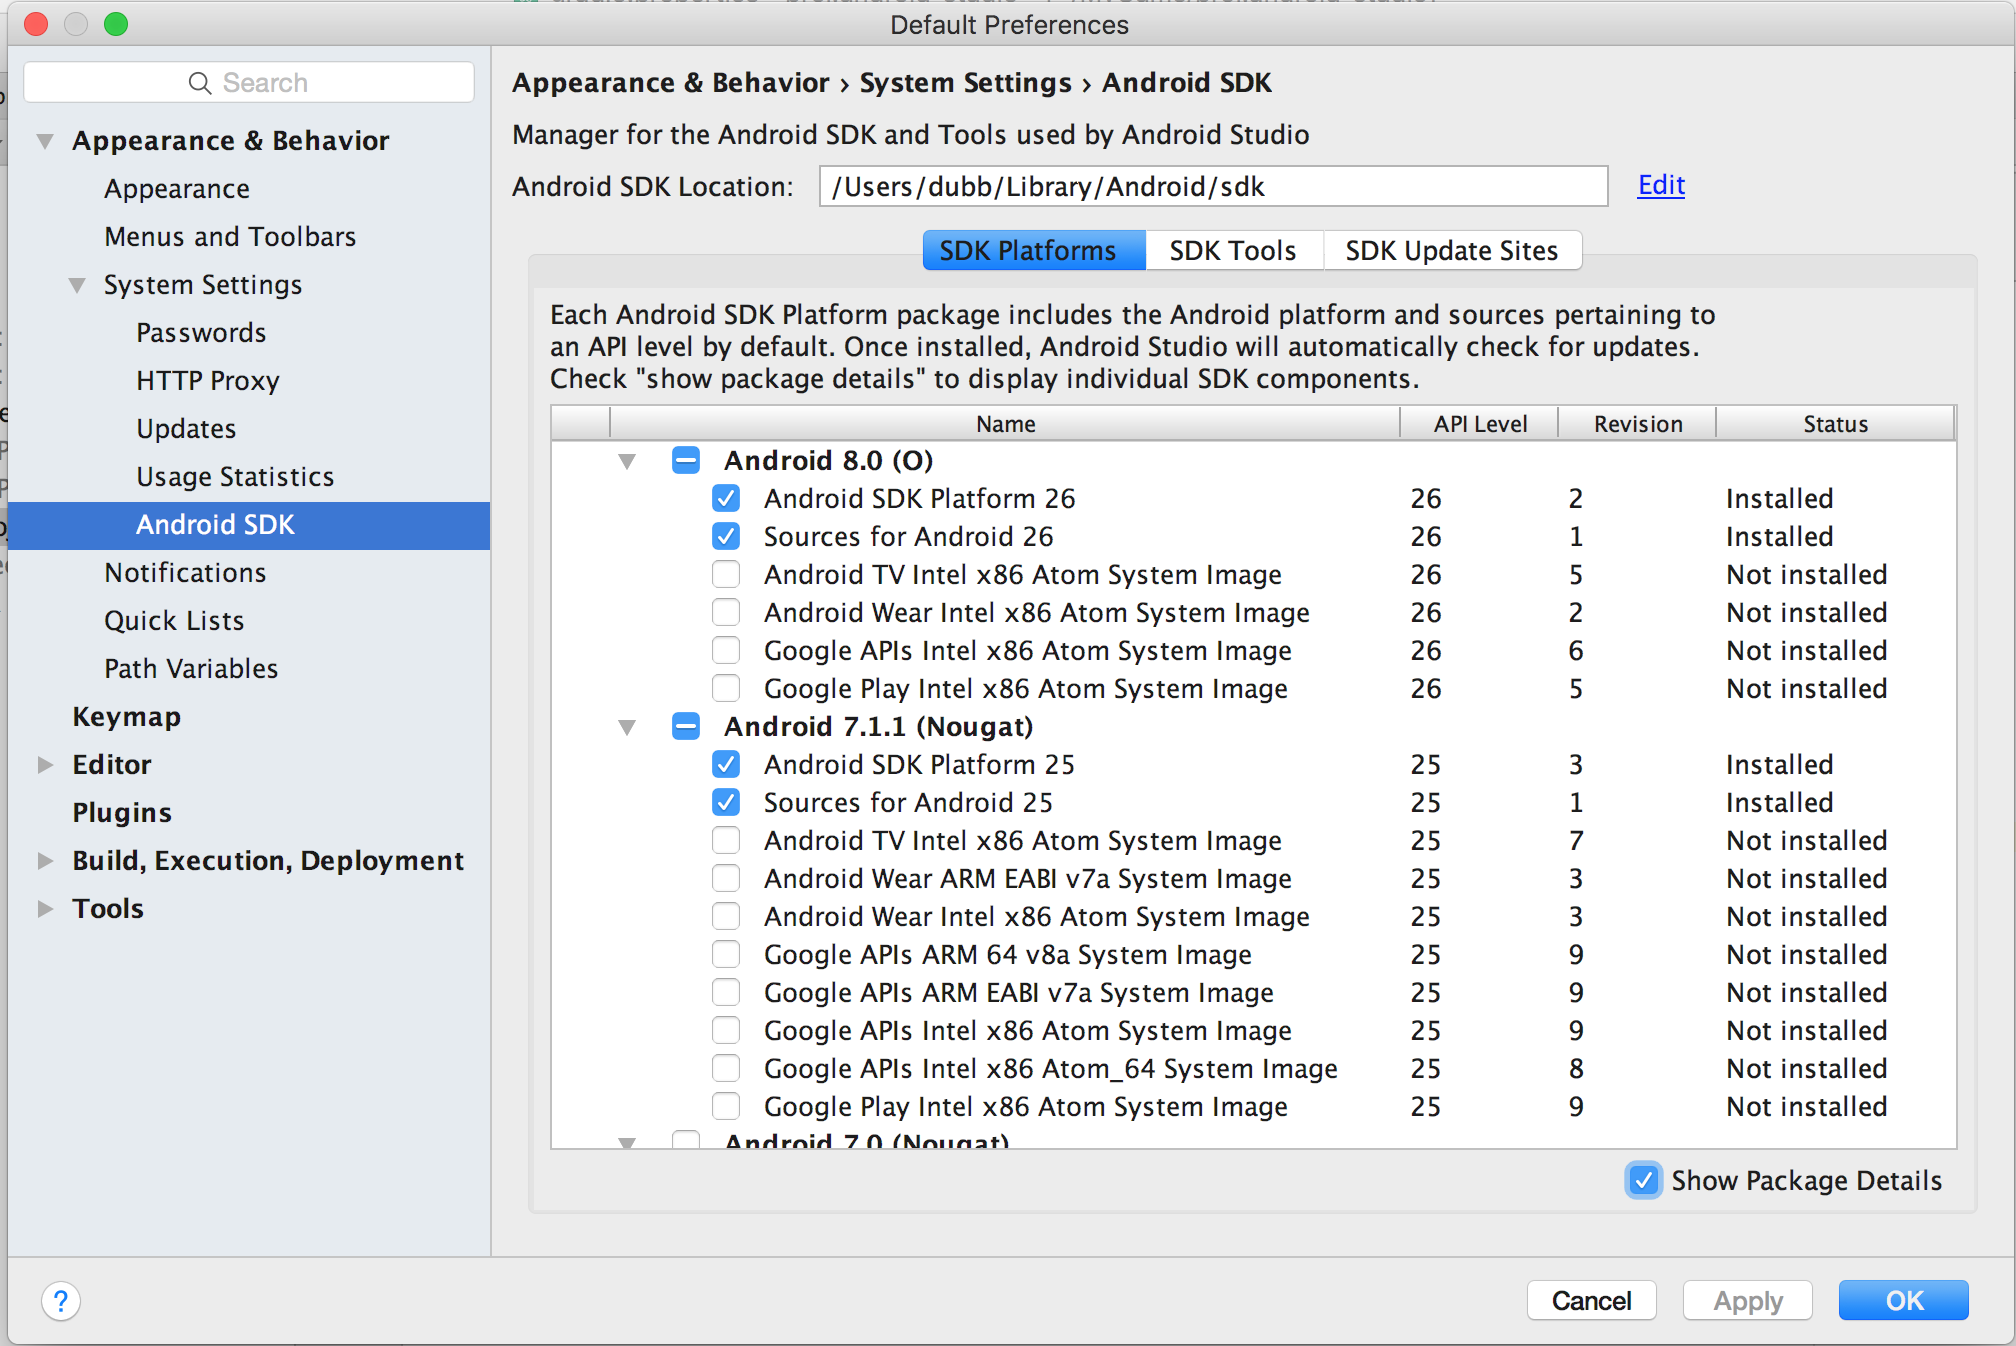 Default Preferences
Search
Appearance & Behavior
Appearance
Menus and Toolbars
System Settings
Passwords
HTTP Proxy
Updates
Usage Statistics
Android SDK
Notifications
Quick Lists
Path Variables
Keymap
Editor
Plugins
Build, Execution, Deployment
Tools
Appearance & Behavior › System Settings › Android SDK
Manager for the Android SDK and Tools used by Android Studio
Android SDK Location: /Users/dubb/Library/Android/sdk Edit
SDK Platforms SDK Tools SDK Update Sites
Each Android SDK Platform package includes the Android platform and sources pertaining to
an API level by default. Once installed, Android Studio will automatically check for updates.
Check "show package details" to display individual SDK components.
Name API Level Revision Status
Android 8.0 (O)
Android SDK Platform 26 26 2 Installed
Sources for Android 26 26 1 Installed
Android TV Intel x86 Atom System Image 26 5 Not installed
Android Wear Intel x86 Atom System Image 26 2 Not installed
Google APIs Intel x86 Atom System Image 26 6 Not installed
Google Play Intel x86 Atom System Image 26 5 Not installed
Android 7.1.1 (Nougat)
Android SDK Platform 25 25 3 Installed
Sources for Android 25 25 1 Installed
Android TV Intel x86 Atom System Image 25 7 Not installed
Android Wear ARM EABI v7a System Image 25 3 Not installed
Android Wear Intel x86 Atom System Image 25 3 Not installed
Google APIs ARM 64 v8a System Image 25 9 Not installed
Google APIs ARM EABI v7a System Image 25 9 Not installed
Google APIs Intel x86 Atom System Image 25 9 Not installed
Google APIs Intel x86 Atom_64 System Image 25 8 Not installed
Google Play Intel x86 Atom System Image 25 9 Not installed
Android 7.0 (Nougat)
Show Package Details
? Cancel Apply OK